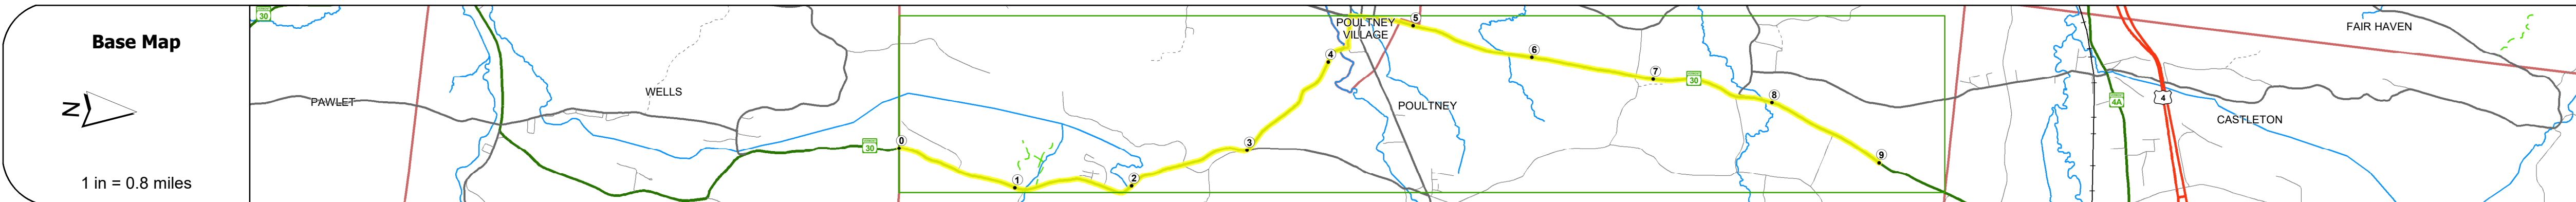 Base Map
N
1 in = 0.8 miles
30
PAWLET
WELLS
30
0
1
2
3
4
POULTNEY
VILLAGE
5
POULTNEY
6
7
30
8
9
4A
4
CASTLETON
FAIR HAVEN